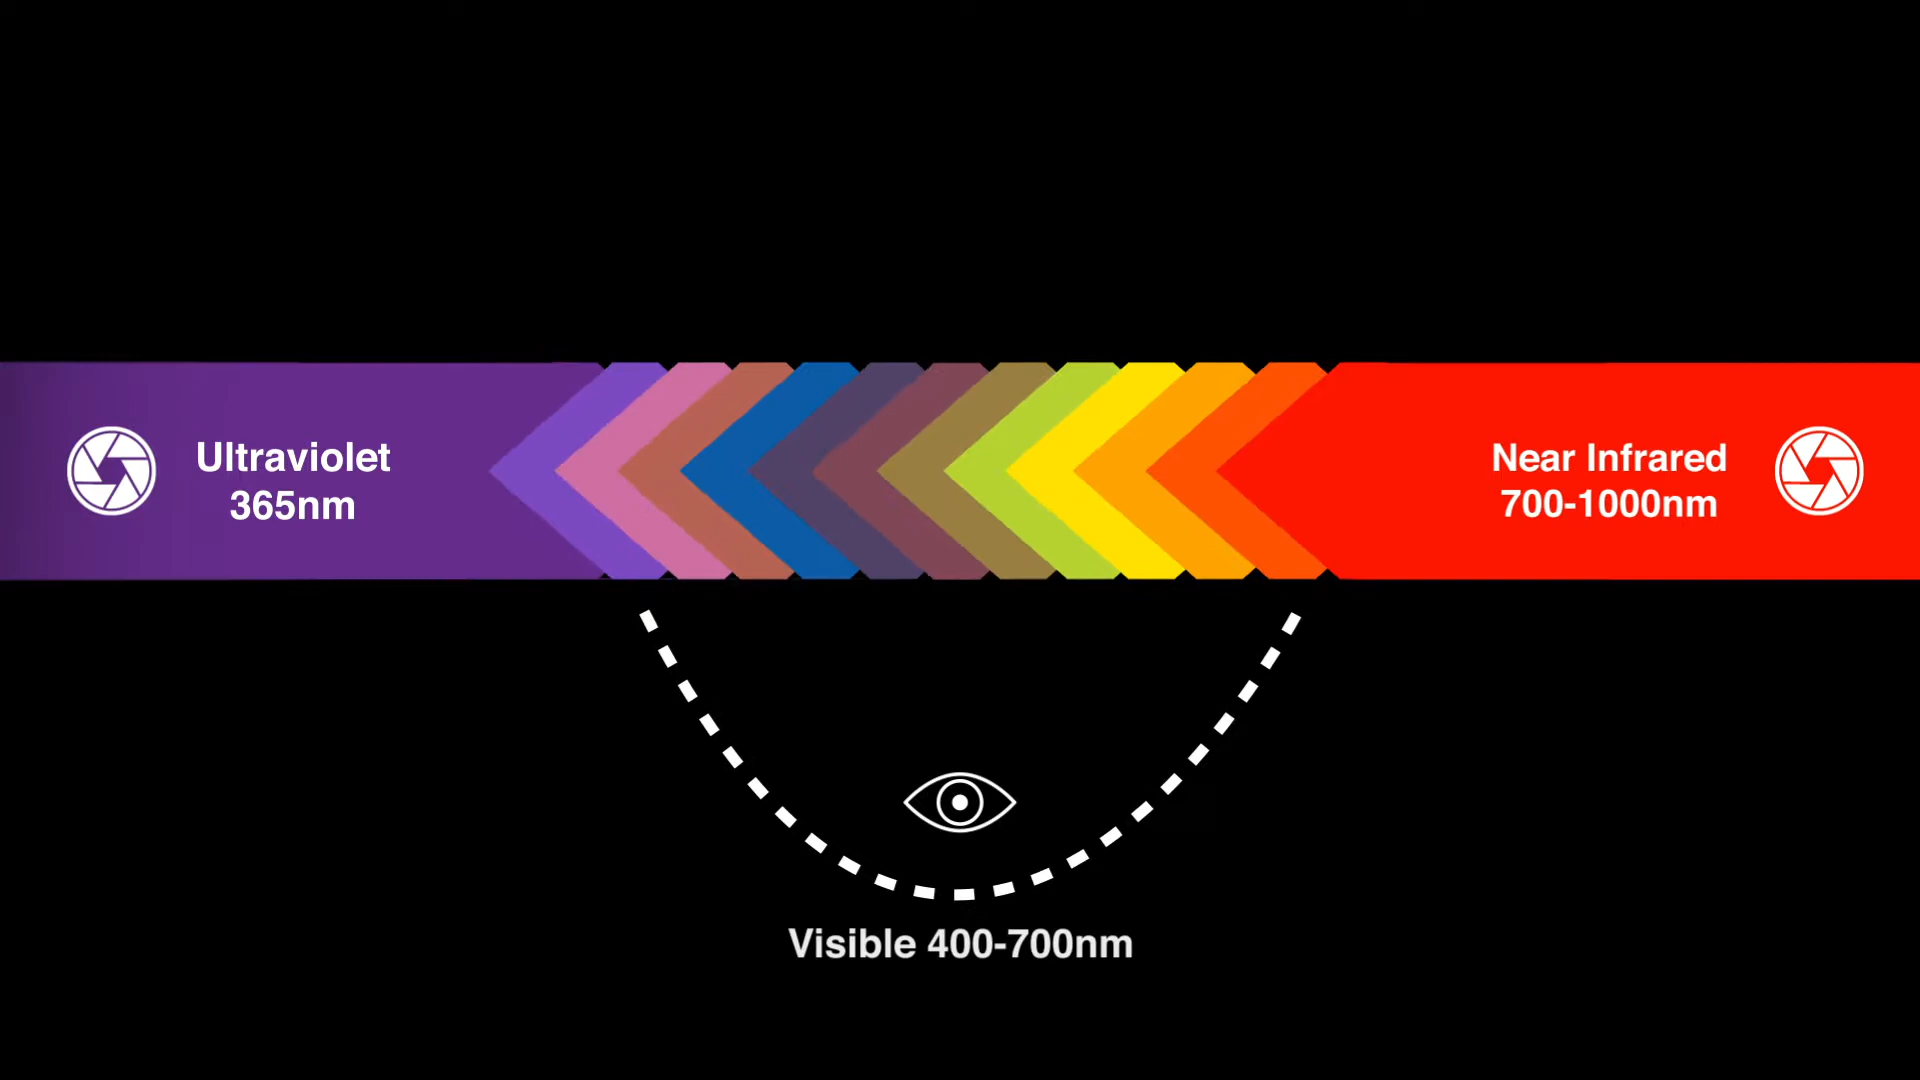 Ultraviolet
365nm
Near Infrared
700-1000nm
Visible 400-700nm